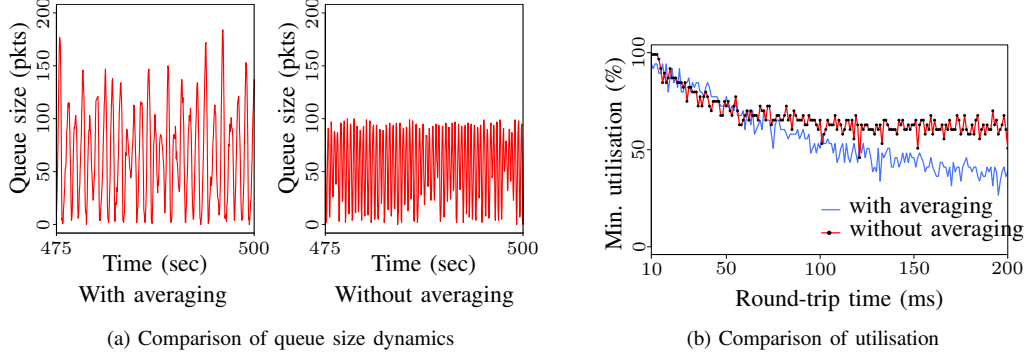 Queue size (pkts)
200
150
100
50
0
475
500
Time (sec)
With averaging
Queue size (pkts)
200
150
100
50
0
475
500
Time (sec)
Without averaging
(a) Comparison of queue size dynamics
Min. utilisation (%)
100
50
0
with averaging
without averaging
10
50
100
150
200
Round-trip time (ms)
(b) Comparison of utilisation